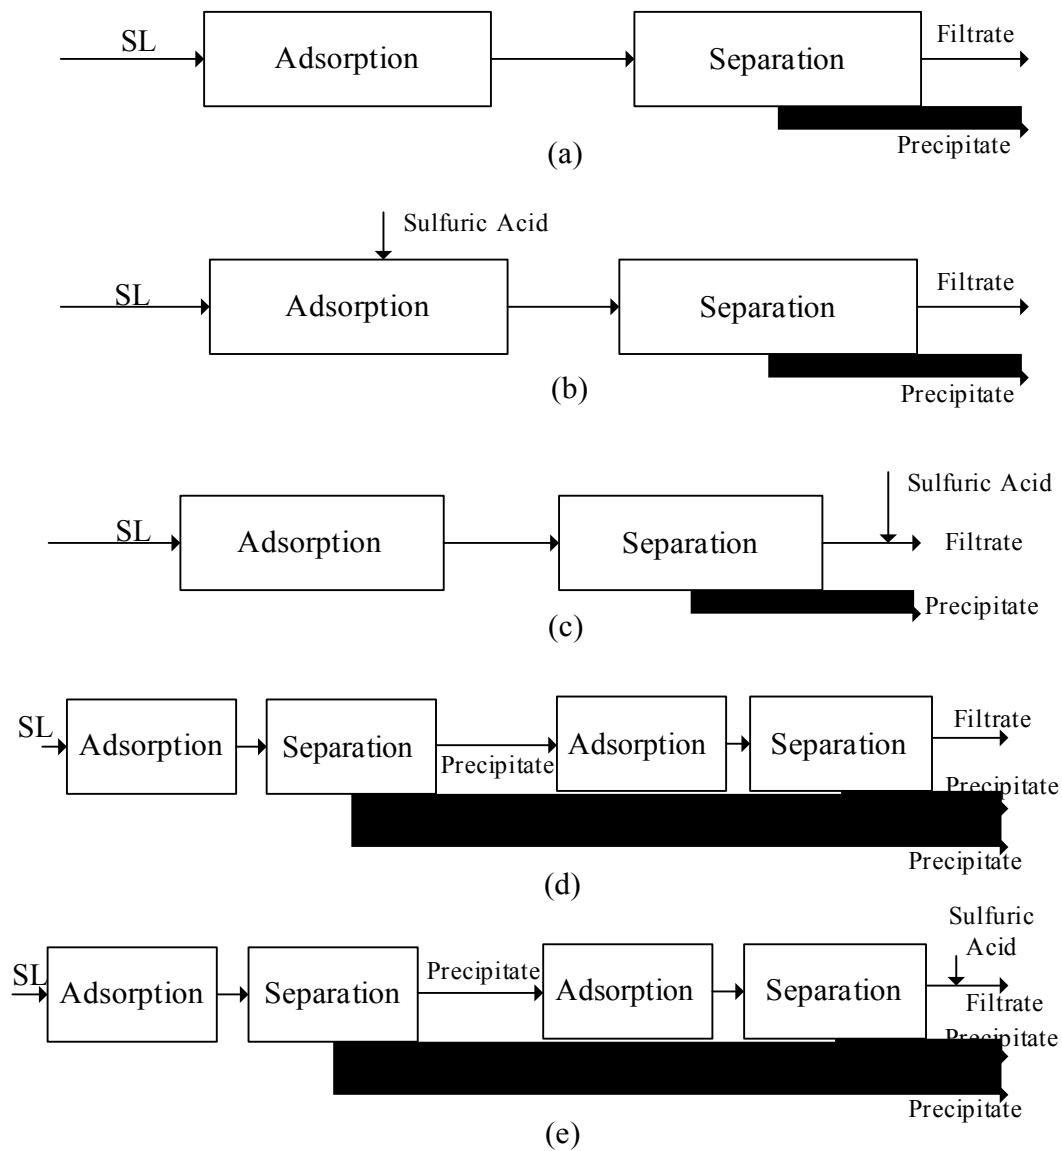 SL
Adsorption
Separation
Filtrate
Precipitate
(a)
Sulfuric Acid
SL
Adsorption
Separation
Filtrate
Precipitate
(b)
Sulfuric Acid
SL
Adsorption
Separation
Filtrate
Precipitate
(c)
SL
Adsorption
Separation
Precipitate
Adsorption
Separation
Filtrate
Precipitate
Precipitate
(d)
Sulfuric
Acid
SL
Adsorption
Separation
Precipitate
Adsorption
Separation
Filtrate
Precipitate
Precipitate
(e)